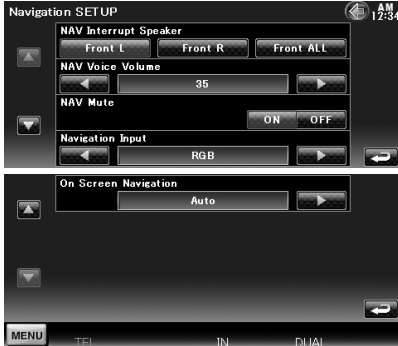 Navigation SETUP
AM
12:34
NAV Interrupt Speaker
Front L Front R Front ALL
NAV Voice Volume
35
NAV Mute
ON OFF
Navigation Input
RGB
On Screen Navigation
Auto
MENU TEL IN DUAL